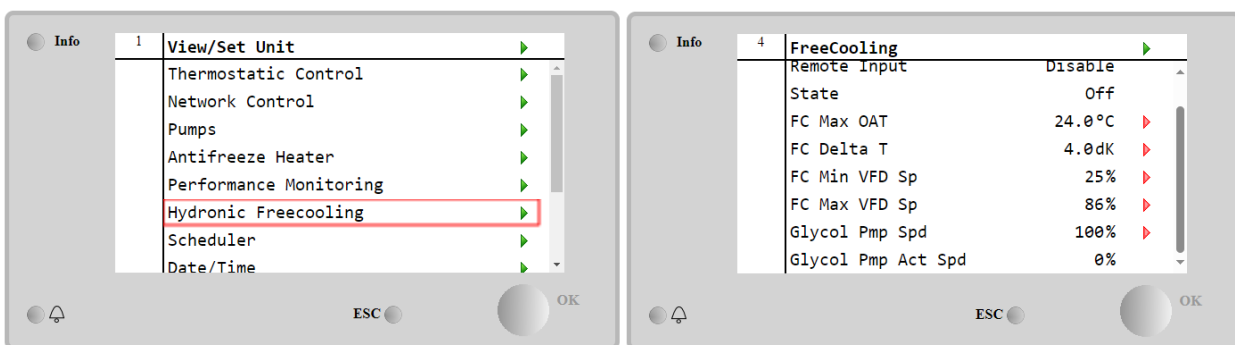 Info
1 View/Set Unit
Thermostatic Control
Network Control
Pumps
Antifreeze Heater
Performance Monitoring
Hydronic Freecooling
Scheduler
Date/Time
ESC
OK
Info
4 FreeCooling
Remote Input Disable
State Off
FC Max OAT 24.0°C
FC Delta T 4.0dK
FC Min VFD Sp 25%
FC Max VFD Sp 86%
Glycol Pmp Spd 100%
Glycol Pmp Act Spd 0%
ESC
OK